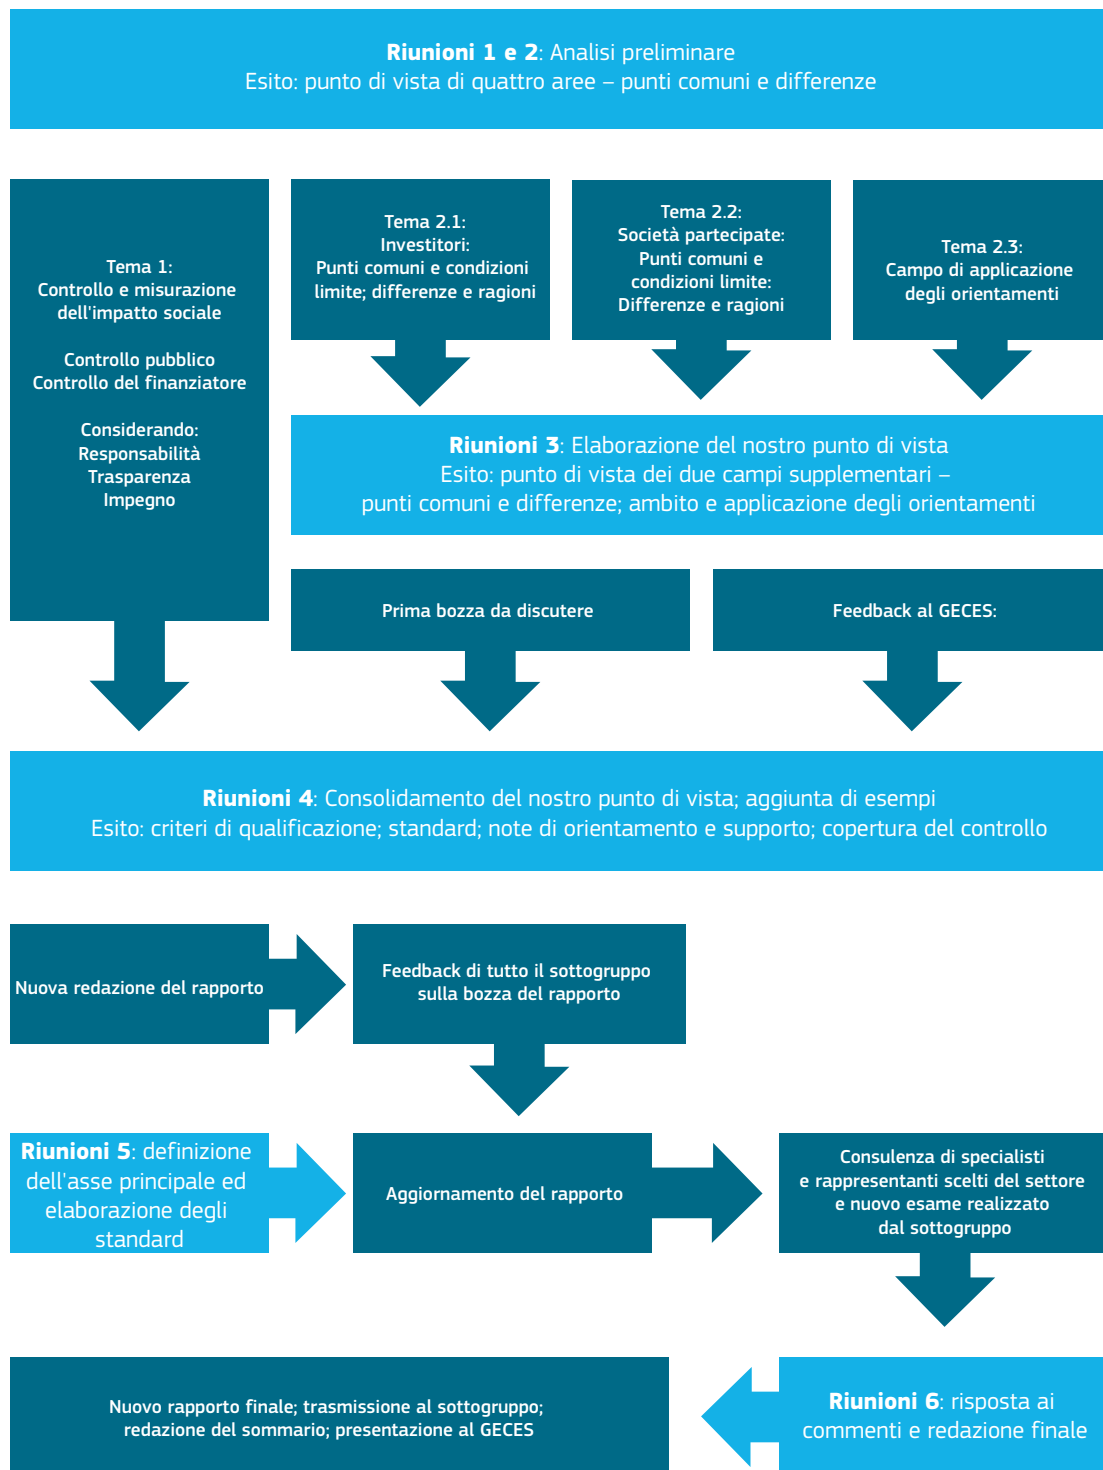 Riunioni 1 e 2: Analisi preliminare
Esito: punto di vista di quattro aree – punti comuni e differenze
Tema 1:
Controllo e misurazione
dell'impatto sociale
Controllo pubblico
Controllo del finanziatore
Considerando:
Responsabilità
Trasparenza
Impegno
Tema 2.1:
Investitori:
Punti comuni e condizioni
limite; differenze e ragioni
Tema 2.2:
Società partecipate:
Punti comuni e
condizioni limite:
Differenze e ragioni
Tema 2.3:
Campo di applicazione
degli orientamenti
Riunioni 3: Elaborazione del nostro punto di vista
Esito: punto di vista dei due campi supplementari –
punti comuni e differenze; ambito e applicazione degli orientamenti
Prima bozza da discutere
Feedback al GECES:
Riunioni 4: Consolidamento del nostro punto di vista; aggiunta di esempi
Esito: criteri di qualificazione; standard; note di orientamento e supporto; copertura del controllo
Nuova redazione del rapporto
Feedback di tutto il sottogruppo
sulla bozza del rapporto
Riunioni 5: definizione
dell'asse principale ed
elaborazione degli
standard
Aggiornamento del rapporto
Consulenza di specialisti
e rappresentanti scelti del settore
e nuovo esame realizzato
dal sottogruppo
Nuovo rapporto finale; trasmissione al sottogruppo;
redazione del sommario; presentazione al GECES
Riunioni 6: risposta ai
commenti e redazione finale